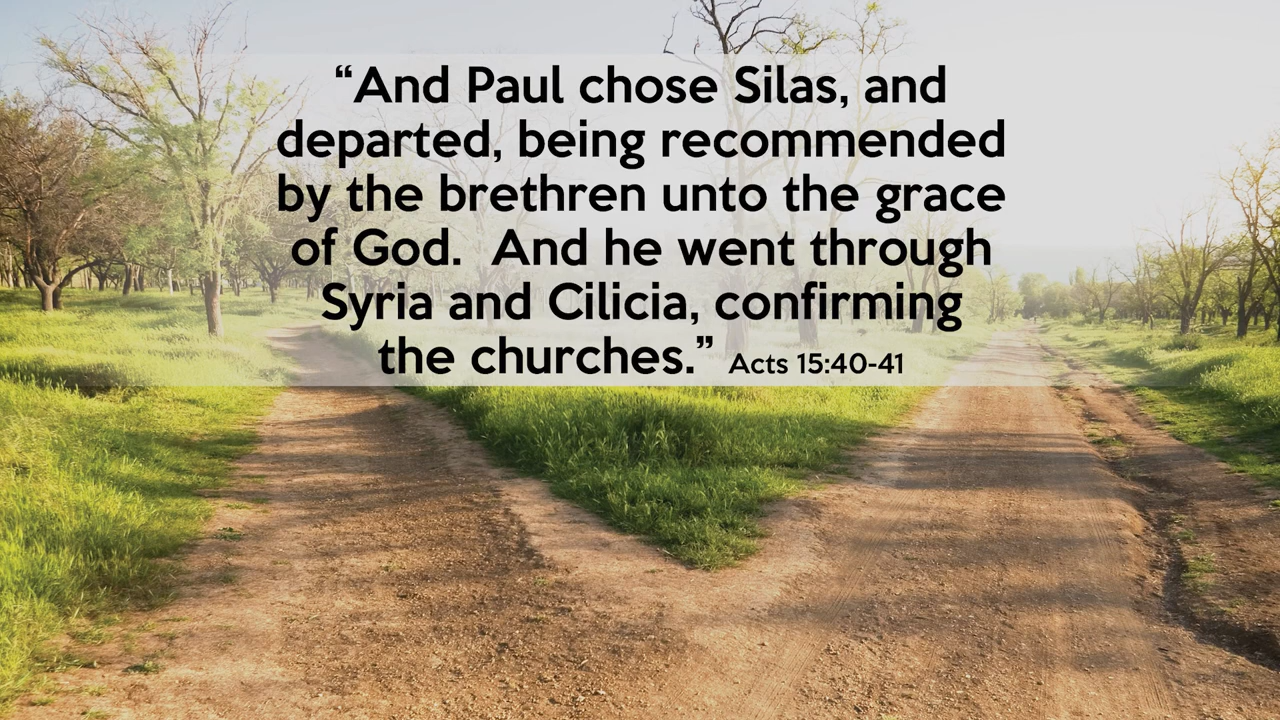 “And Paul chose Silas, and
departed, being recommended
by the brethren unto the grace
of God.  And he went through
Syria and Cilicia, confirming
the churches.” Acts 15:40-41